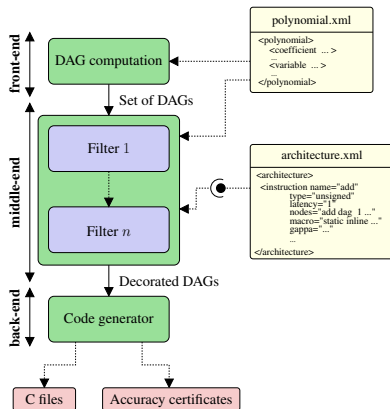 polynomial.xml
<polynomial>
<coefficient ... >
...
<variable ... >
...
</polynomial>
front-end
DAG computation
Set of DAGs
middle-end
Filter 1
Filter n
architecture.xml
<architecture>
<instruction name="add"
type="unsigned"
latency="1"
nodes="add dag 1 ..."
macro="static inline ..."
gappa="..."
...
</architecture>
Decorated DAGs
back-end
Code generator
C files
Accuracy certificates